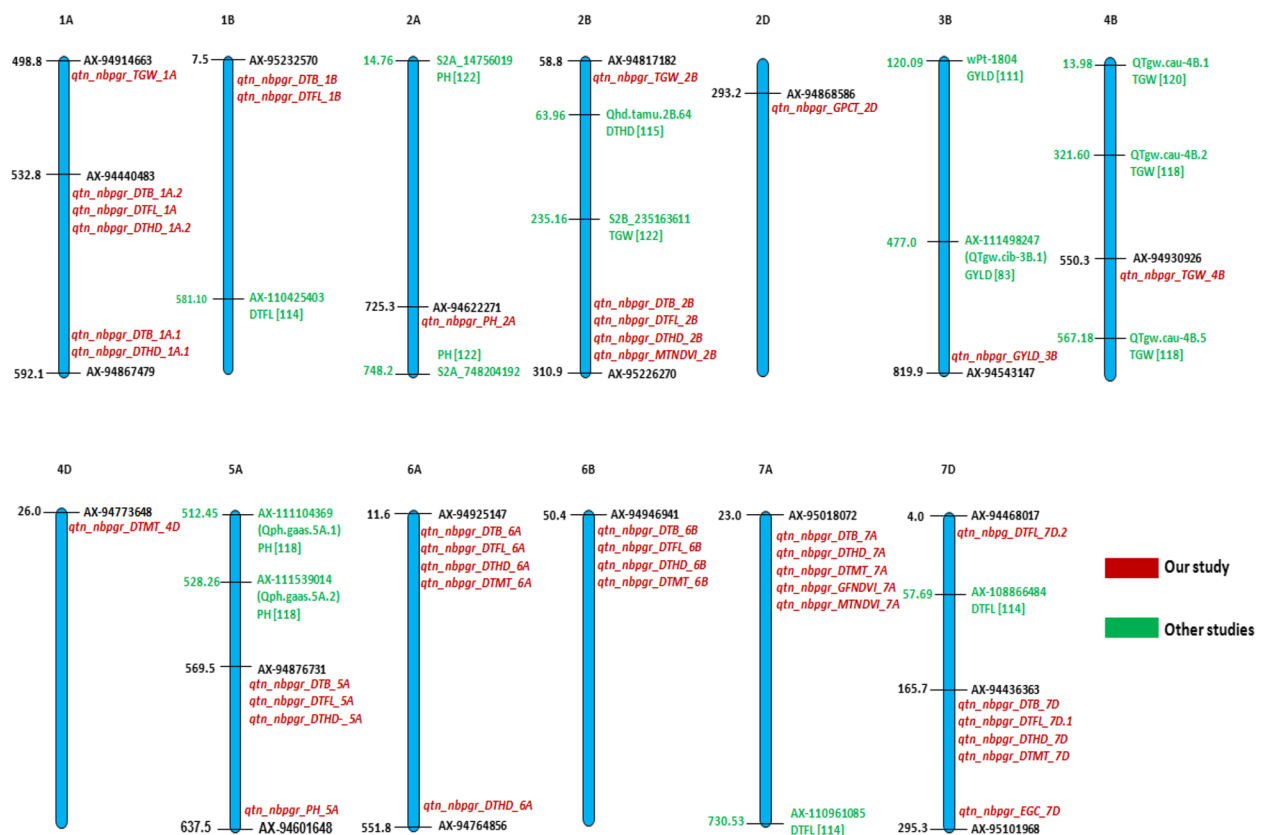 1A
498.8 AX-94914663
qtn_nbpgr_TGW_1A
532.8 AX-94440483
qtn_nbpgr_DTB_1A.2
qtn_nbpgr_DTFL_1A
qtn_nbpgr_DTHD_1A.2
qtn_nbpgr_DTB_1A.1
qtn_nbpgr_DTHD_1A.1
592.1 AX-94867479
1B
7.5 AX-95232570
qtn_nbpgr_DTB_1B
qtn_nbpgr_DTFL_1B
581.10 AX-110425403
DTFL [114]
2A
14.76 S2A_14756019
PH [122]
725.3 AX-94622271
qtn_nbpgr_PH_2A
PH [122]
748.2 S2A_748204192
2B
58.8 AX-94817182
qtn_nbpgr_TGW_2B
63.96 Qhd.tamu.2B.64
DTHD [115]
235.16 S2B_235163611
TGW [122]
qtn_nbpgr_DTB_2B
qtn_nbpgr_DTFL_2B
qtn_nbpgr_DTHD_2B
qtn_nbpgr_MTNDVI_2B
310.9 AX-95226270
2D
293.2 AX-94868586
qtn_nbpgr_GPCT_2D
3B
120.09 wPt-1804
GYLD [111]
477.0 AX-111498247
(QTgw.cib-3B.1)
GYLD [83]
qtn_nbpgr_GYLD_3B
819.9 AX-94543147
4B
13.98 QTgw.cau-4B.1
TGW [120]
321.60 QTgw.cau-4B.2
TGW [118]
550.3 AX-94930926
qtn_nbpgr_TGW_4B
567.18 QTgw.cau-4B.5
TGW [118]
4D
26.0 AX-94773648
qtn_nbpgr_DTMT_4D
5A
512.45 AX-111104369
(Qph.gaas.5A.1)
PH [118]
528.26 AX-111539014
(Qph.gaas.5A.2)
PH [118]
569.5 AX-94876731
qtn_nbpgr_DTB_5A
qtn_nbpgr_DTFL_5A
qtn_nbpgr_DTHD-_5A
qtn_nbpgr_PH_5A
637.5 AX-94601648
6A
11.6 AX-94925147
qtn_nbpgr_DTB_6A
qtn_nbpgr_DTFL_6A
qtn_nbpgr_DTHD_6A
qtn_nbpgr_DTMT_6A
qtn_nbpgr_DTHD_6A
551.8 AX-94764856
6B
50.4 AX-94946941
qtn_nbpgr_DTB_6B
qtn_nbpgr_DTFL_6B
qtn_nbpgr_DTHD_6B
qtn_nbpgr_DTMT_6B
7A
23.0 AX-95018072
qtn_nbpgr_DTB_7A
qtn_nbpgr_DTHD_7A
qtn_nbpgr_DTMT_7A
qtn_nbpgr_GFNDVI_7A
qtn_nbpgr_MTNDVI_7A
730.53 AX-110961085
DTFL [114]
7D
4.0 AX-94468017
qtn_nbpg_DTFL_7D.2
57.69 AX-108866484
DTFL [114]
165.7 AX-94436363
qtn_nbpgr_DTB_7D
qtn_nbpgr_DTFL_7D.1
qtn_nbpgr_DTHD_7D
qtn_nbpgr_DTMT_7D
qtn_nbpgr_EGC_7D
295.3 AX-95101968
Our study
Other studies